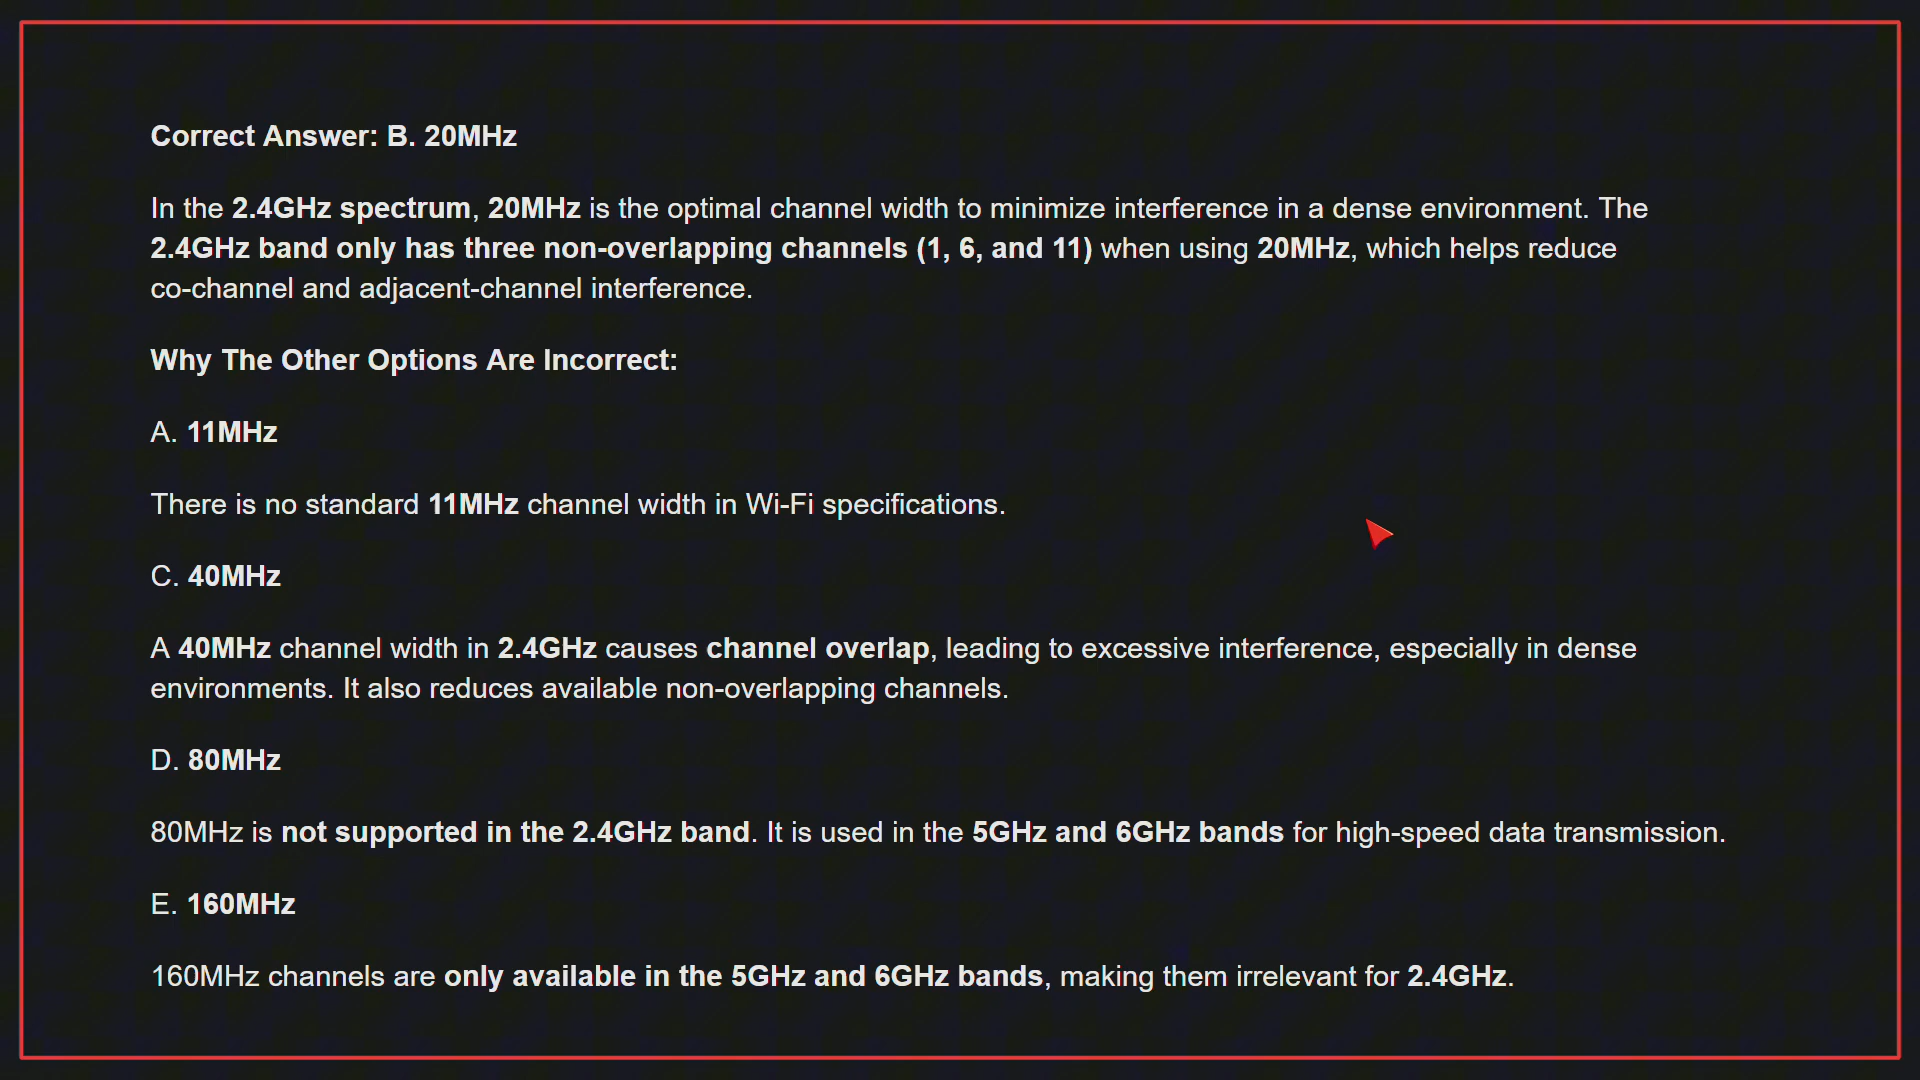 Correct Answer: B. 20MHz
In the 2.4GHz spectrum, 20MHz is the optimal channel width to minimize interference in a dense environment. The
2.4GHz band only has three non-overlapping channels (1, 6, and 11) when using 20MHz, which helps reduce
co-channel and adjacent-channel interference.
Why The Other Options Are Incorrect:
A. 11MHz
There is no standard 11MHz channel width in Wi-Fi specifications.
C. 40MHz
A 40MHz channel width in 2.4GHz causes channel overlap, leading to excessive interference, especially in dense
environments. It also reduces available non-overlapping channels.
D. 80MHz
80MHz is not supported in the 2.4GHz band. It is used in the 5GHz and 6GHz bands for high-speed data transmission.
E. 160MHz
160MHz channels are only available in the 5GHz and 6GHz bands, making them irrelevant for 2.4GHz.